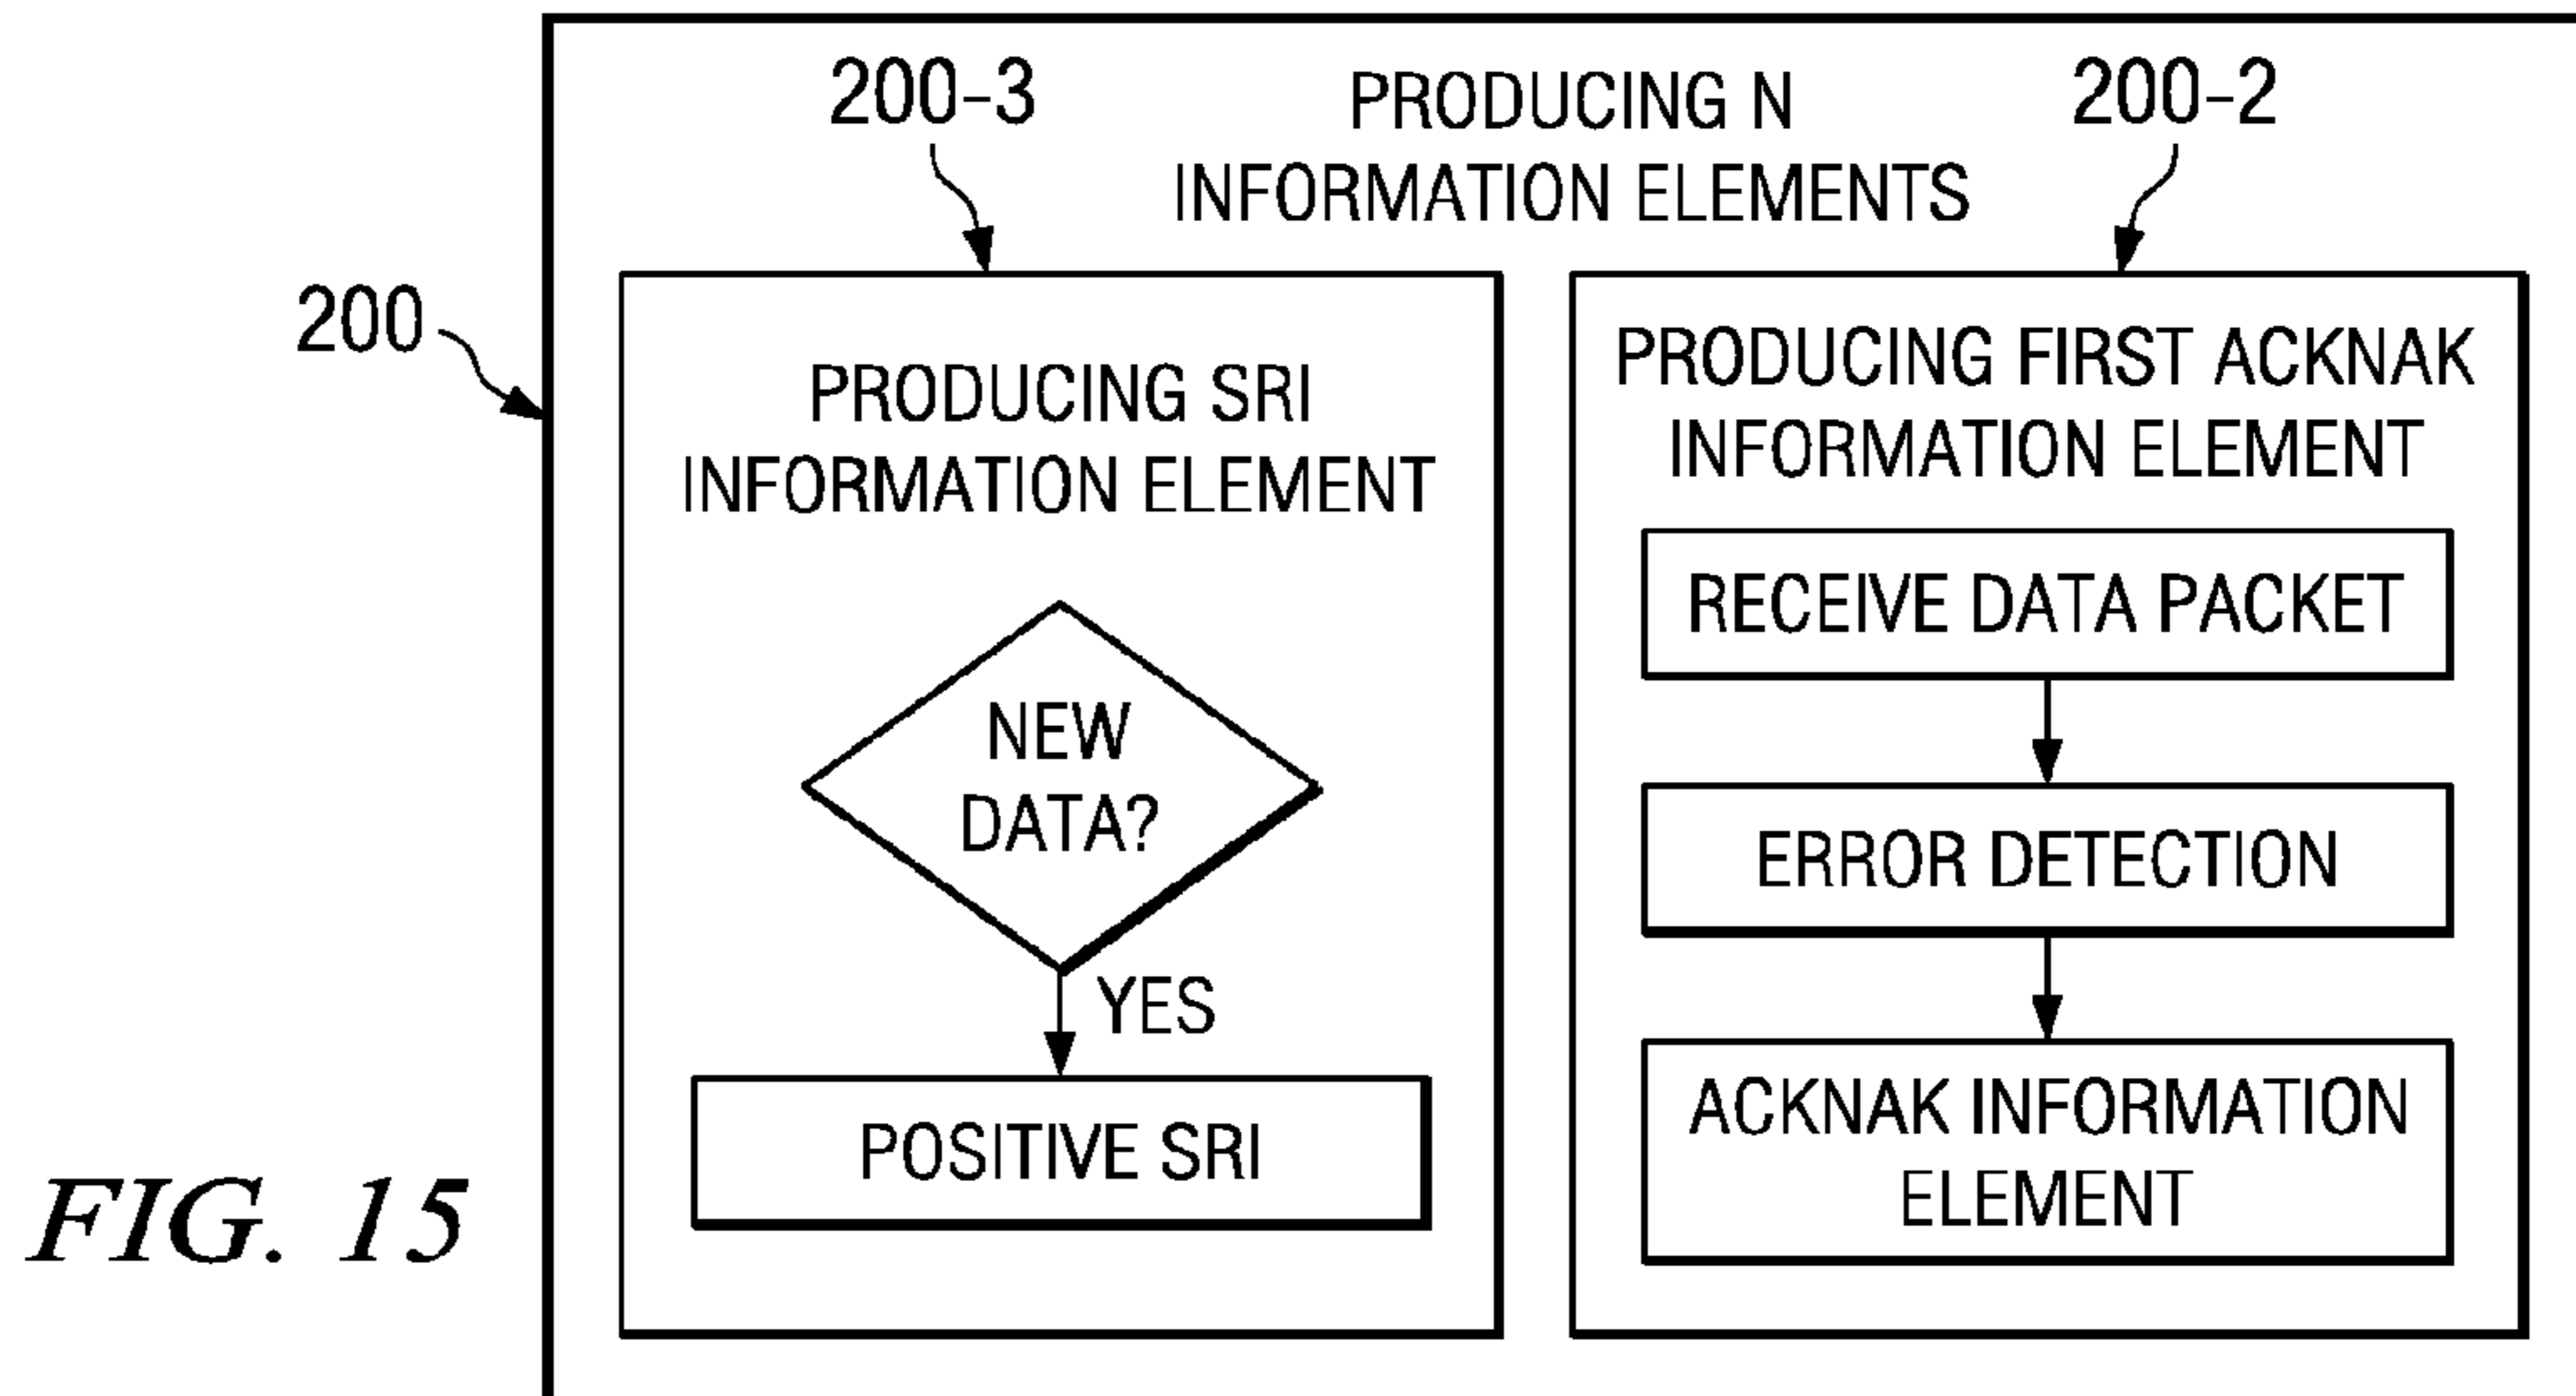 200-3
PRODUCING N
INFORMATION ELEMENTS
200-2
200
PRODUCING SRI
INFORMATION ELEMENT
NEW
DATA?
YES
POSITIVE SRI
PRODUCING FIRST ACKNAK
INFORMATION ELEMENT
RECEIVE DATA PACKET
ERROR DETECTION
ACKNAK INFORMATION
ELEMENT
FIG. 15